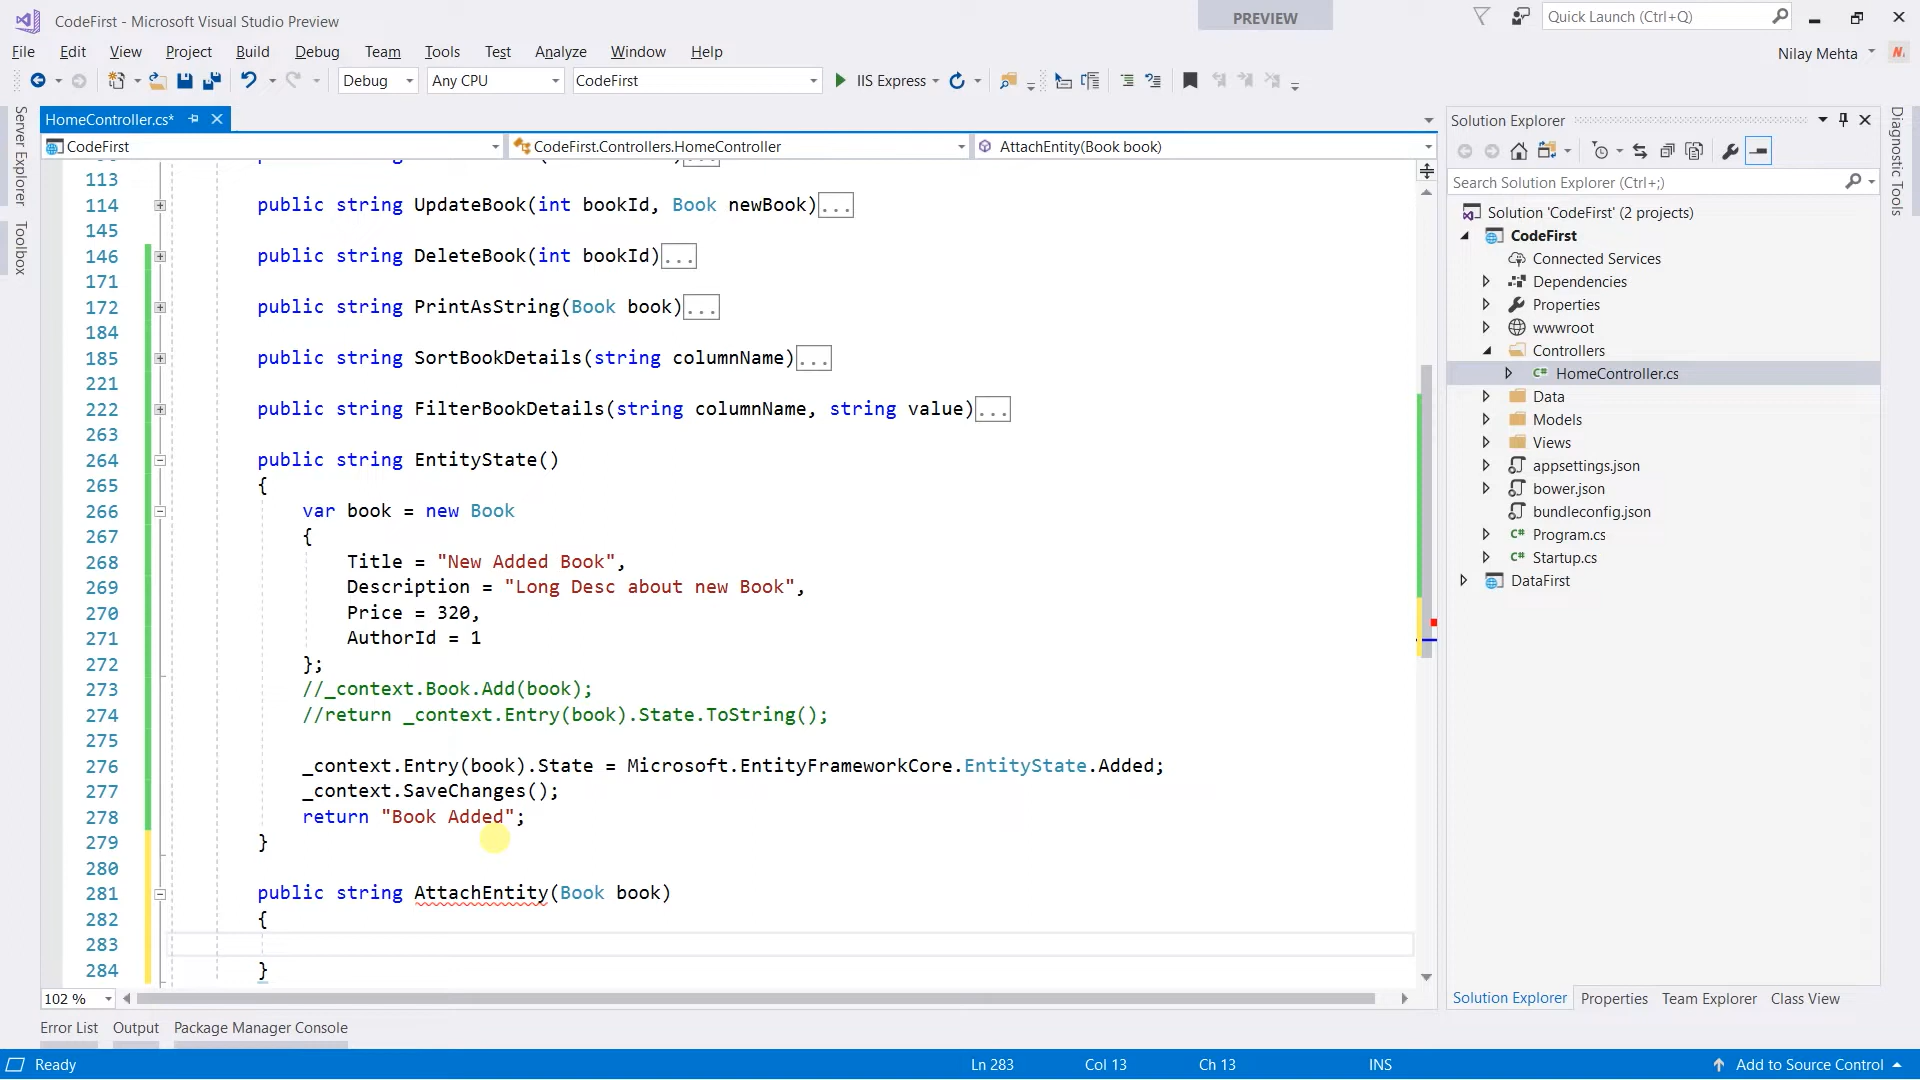 CodeFirst - Microsoft Visual Studio Preview
PREVIEW
Quick Launch (Ctrl+Q)
File Edit View Project Build Debug Team Tools Test Analyze Window Help
Nilay Mehta
Debug Any CPU CodeFirst IIS Express
Server Explorer
Toolbox
HomeController.cs*
CodeFirst CodeFirst.Controllers.HomeController AttachEntity(Book book)
113
114 public string UpdateBook(int bookId, Book newBook)...
145
146 public string DeleteBook(int bookId)...
171
172 public string PrintAsString(Book book)...
184
185 public string SortBookDetails(string columnName)...
221
222 public string FilterBookDetails(string columnName, string value)...
263
264 public string EntityState()
265 {
266 var book = new Book
267 {
268 Title = "New Added Book",
269 Description = "Long Desc about new Book",
270 Price = 320,
271 AuthorId = 1
272 };
273 //_context.Book.Add(book);
274 //return _context.Entry(book).State.ToString();
275
276 _context.Entry(book).State = Microsoft.EntityFrameworkCore.EntityState.Added;
277 _context.SaveChanges();
278 return "Book Added";
279 }
280
281 public string AttachEntity(Book book)
282 {
283
284 }
102 %
Error List Output Package Manager Console
Solution Explorer
Search Solution Explorer (Ctrl+;)
Solution 'CodeFirst' (2 projects)
CodeFirst
Connected Services
Dependencies
Properties
wwwroot
Controllers
C# HomeController.cs
Data
Models
Views
appsettings.json
bower.json
bundleconfig.json
C# Program.cs
C# Startup.cs
DataFirst
Solution Explorer Properties Team Explorer Class View
Diagnostic Tools
Ready Ln 283 Col 13 Ch 13 INS Add to Source Control